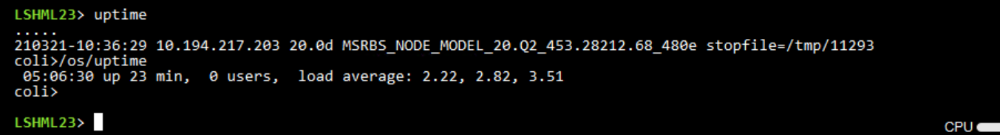 LSHML23> uptime
.....
210321-10:36:29 10.194.217.203 20.0d MSRBS_NODE_MODEL_20.Q2_453.28212.68_480e stopfile=/tmp/11293
coli>/os/uptime
 05:06:30 up 23 min,  0 users,  load average: 2.22, 2.82, 3.51
coli>
LSHML23>
CPU